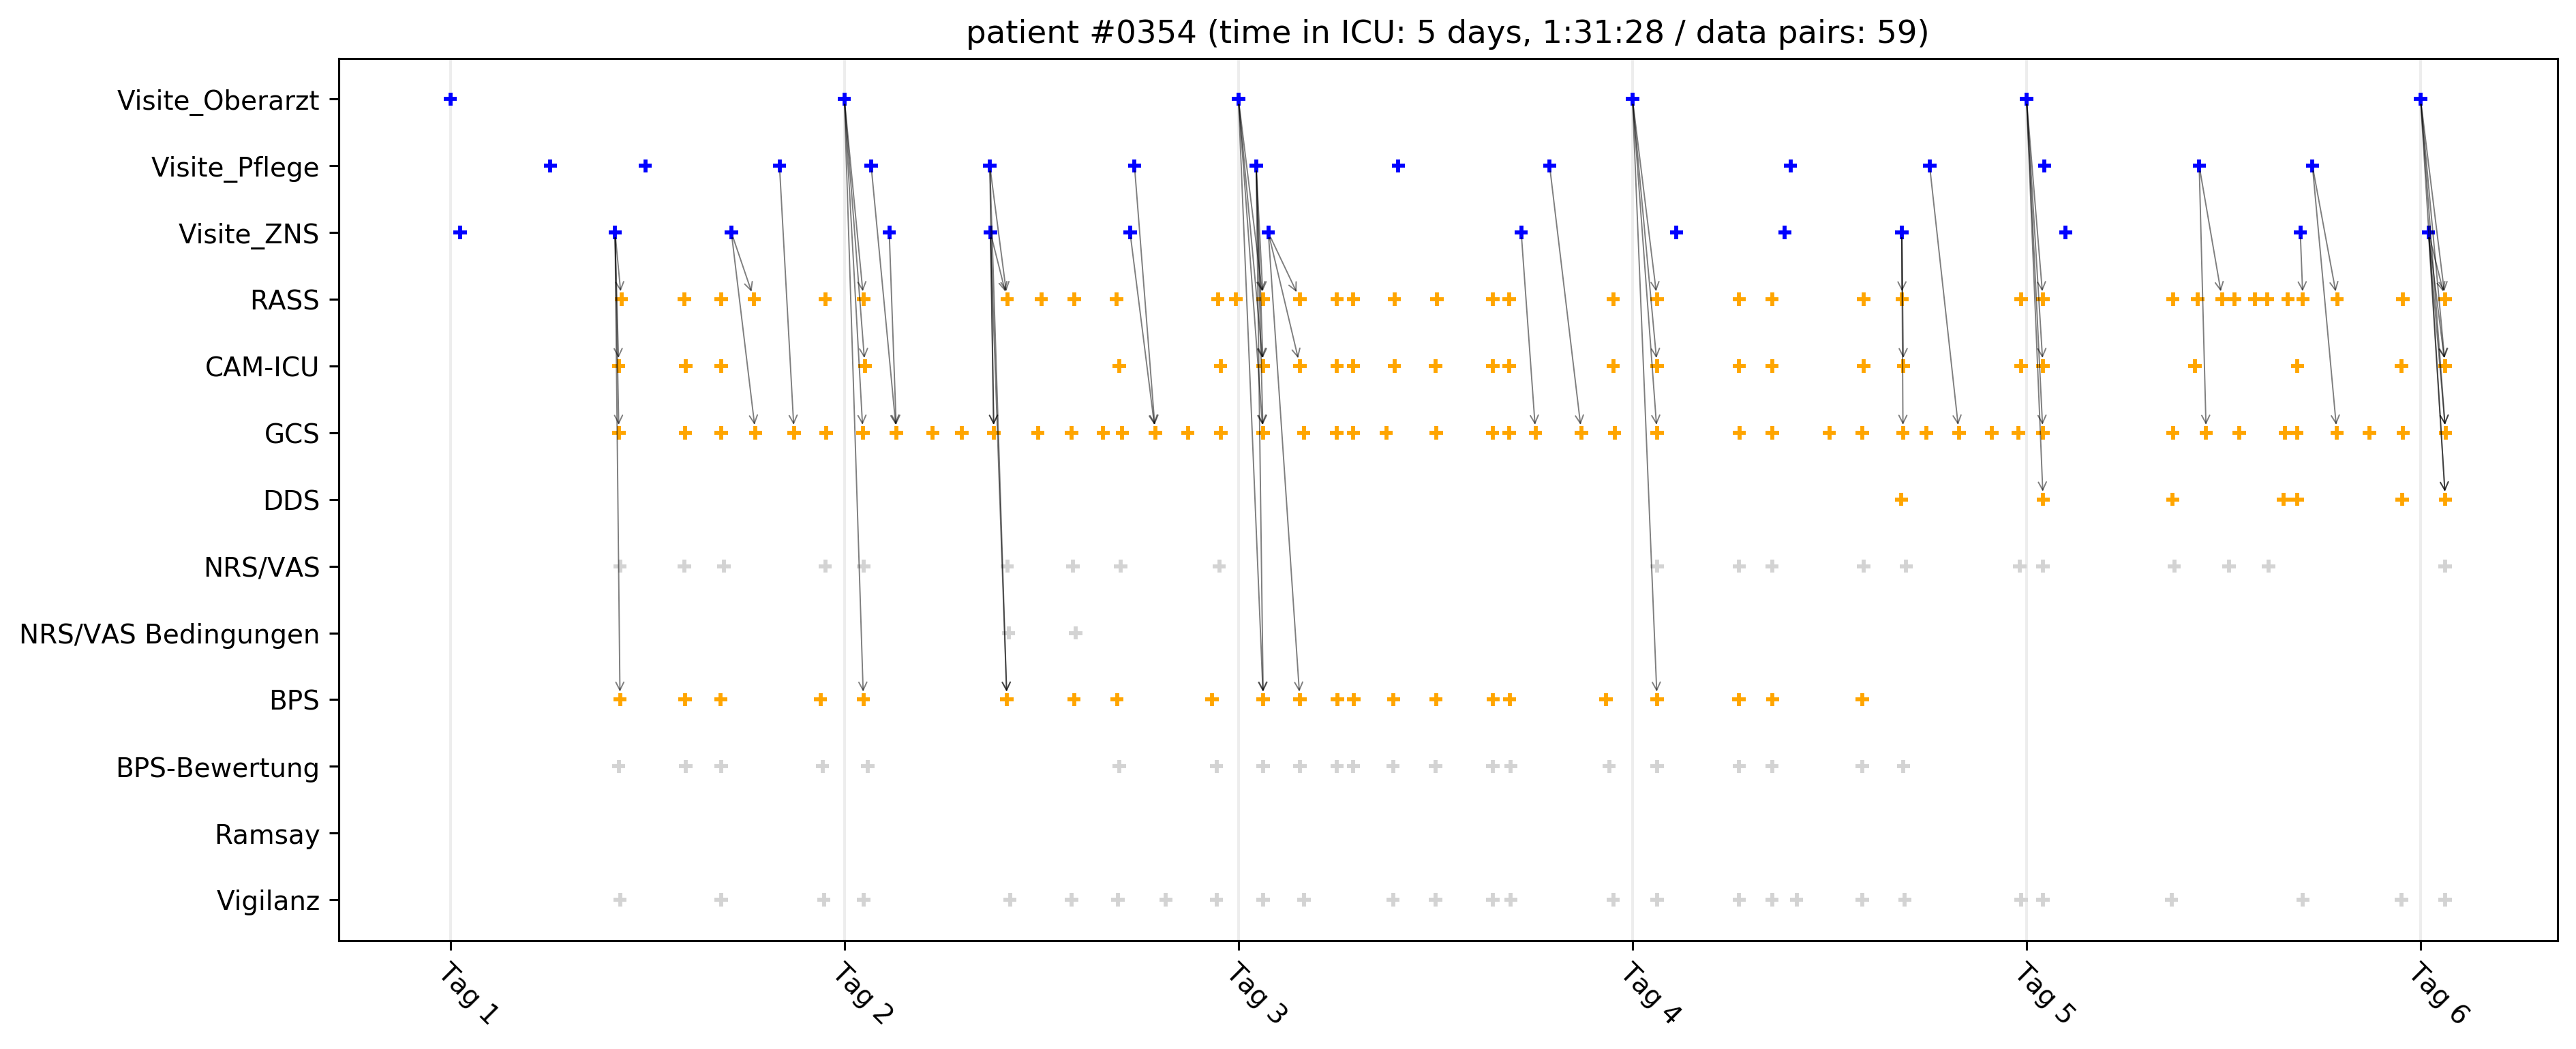 patient #0354 (time in ICU: 5 days, 1:31:28 / data pairs: 59)
Visite_Oberarzt
Visite_Pflege
Visite_ZNS
RASS
CAM-ICU
GCS
DDS
NRS/VAS
NRS/VAS Bedingungen
BPS
BPS-Bewertung
Ramsay
Vigilanz
Tag 1
Tag 2
Tag 3
Tag 4
Tag 5
Tag 6